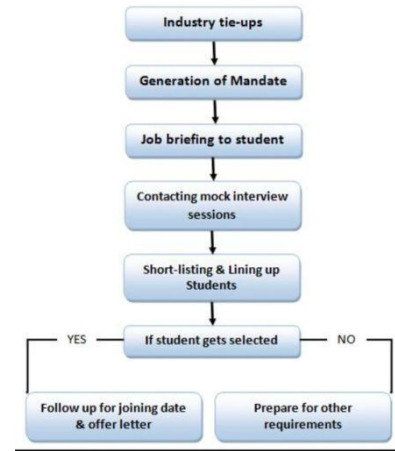 Industry tie-ups
Generation of Mandate
Job briefing to student
Contacting mock interview
sessions
Short-listing & Lining up
Students
YES
If student gets selected
NO
Follow up for joining date
& offer letter
Prepare for other
requirements